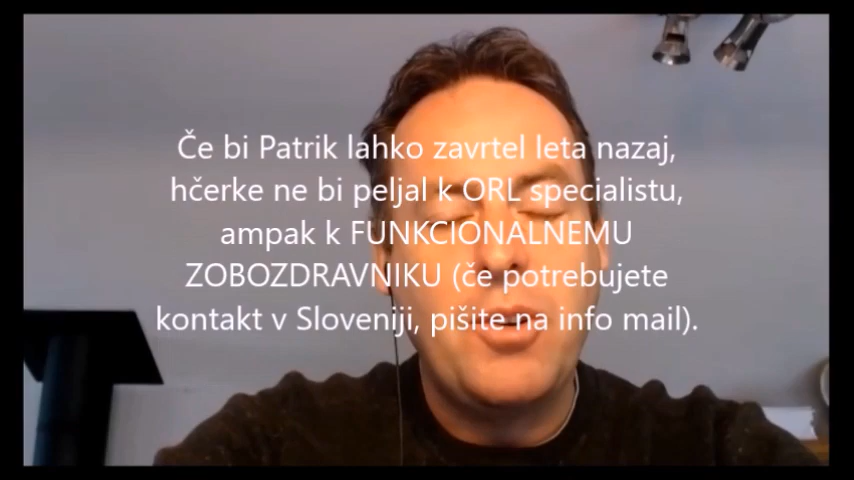 Če bi Patrik lahko zavrtel leta nazaj,
hčerke ne bi peljal k ORL specialistu,
ampak k FUNKCIONALNEMU
ZOBOZDRAVNIKU (če potrebujete
kontakt v Sloveniji, pišite na info mail).